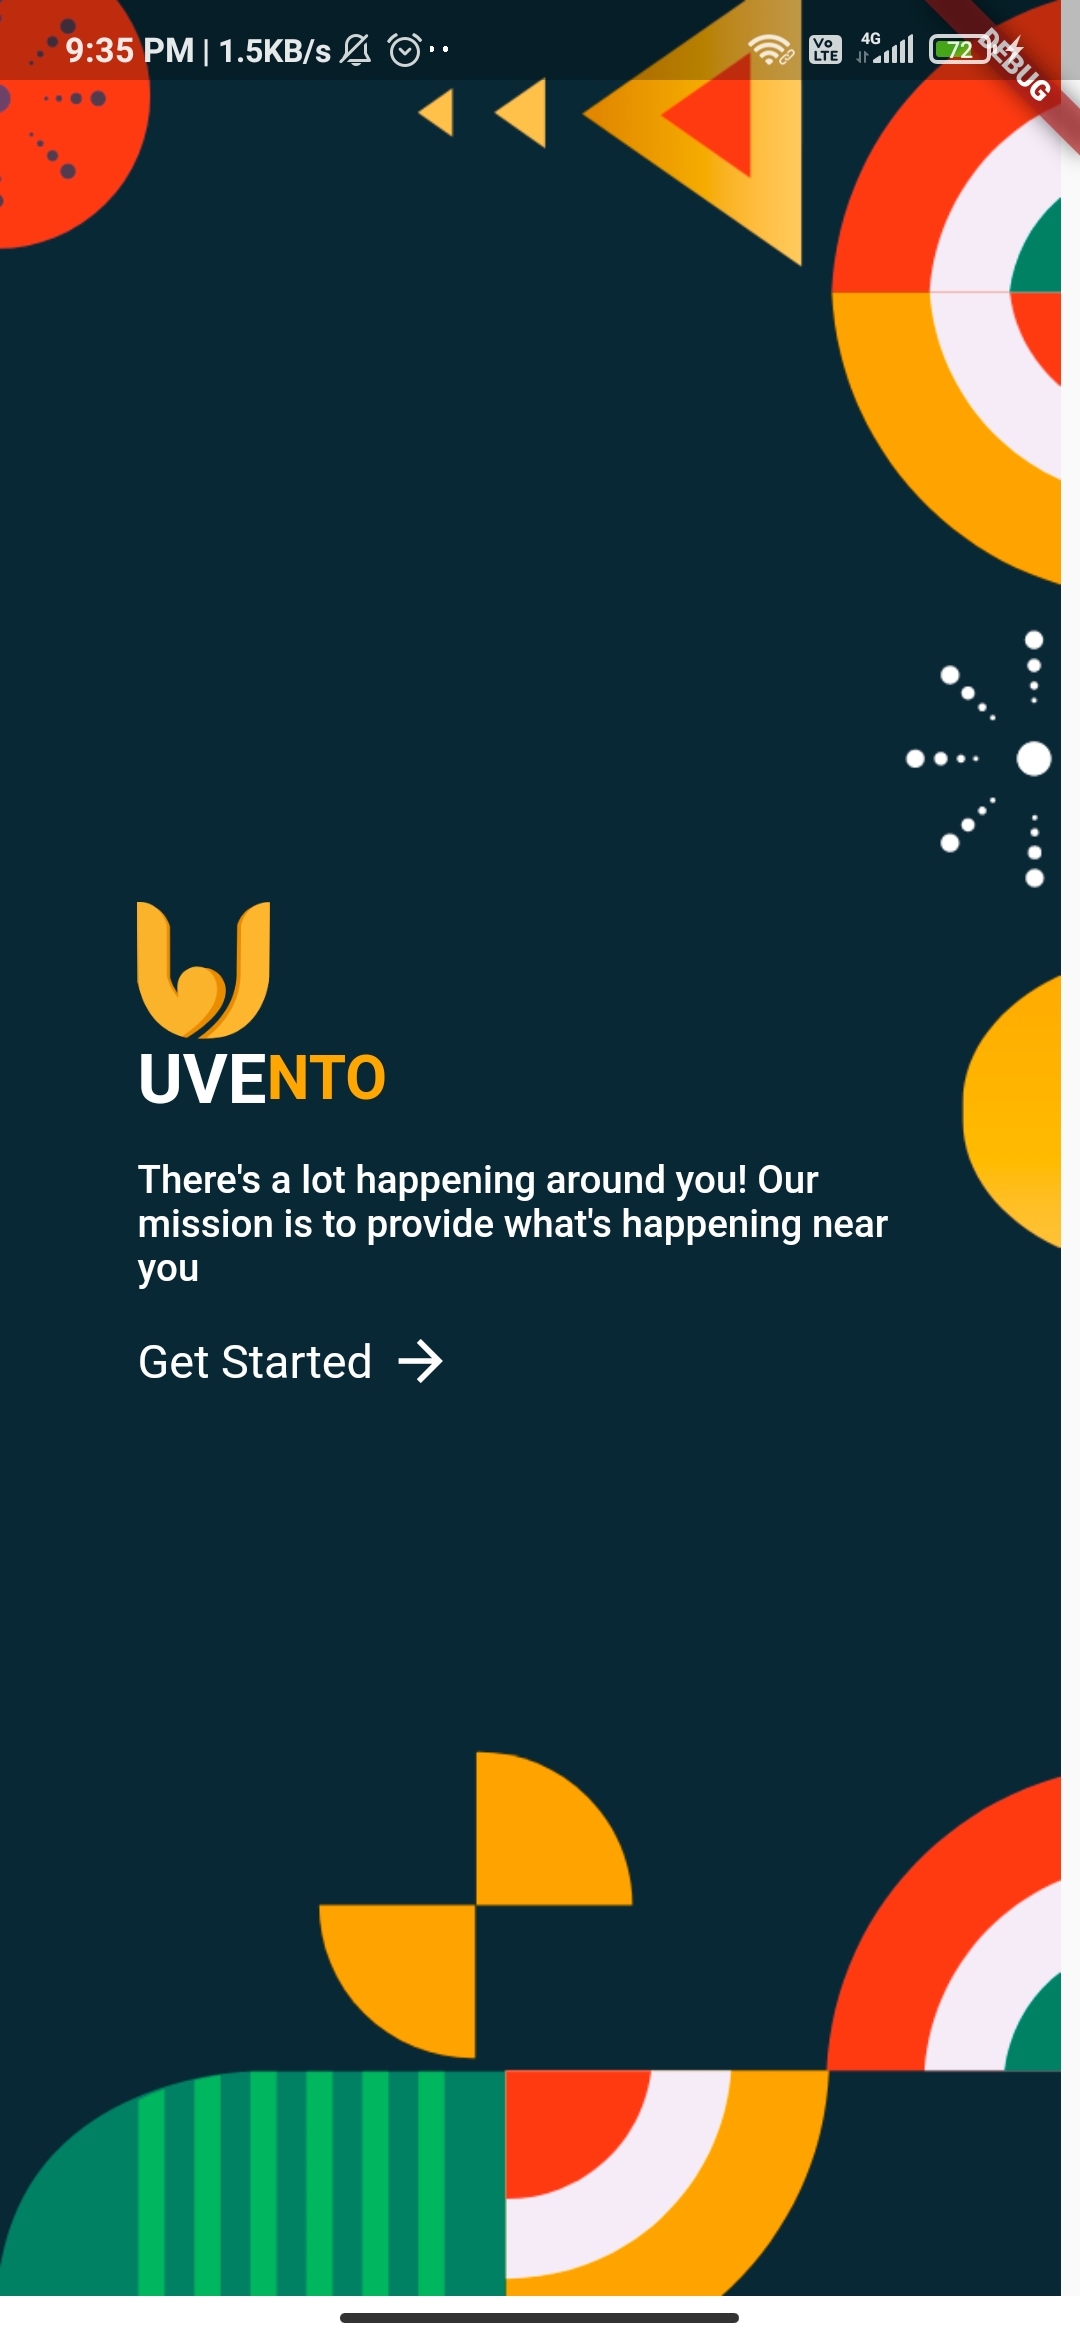 9:35 PM | 1.5KB/s
Vo LTE
4G
72
DEBUG
UVENTO
There's a lot happening around you! Our
mission is to provide what's happening near
you
Get Started